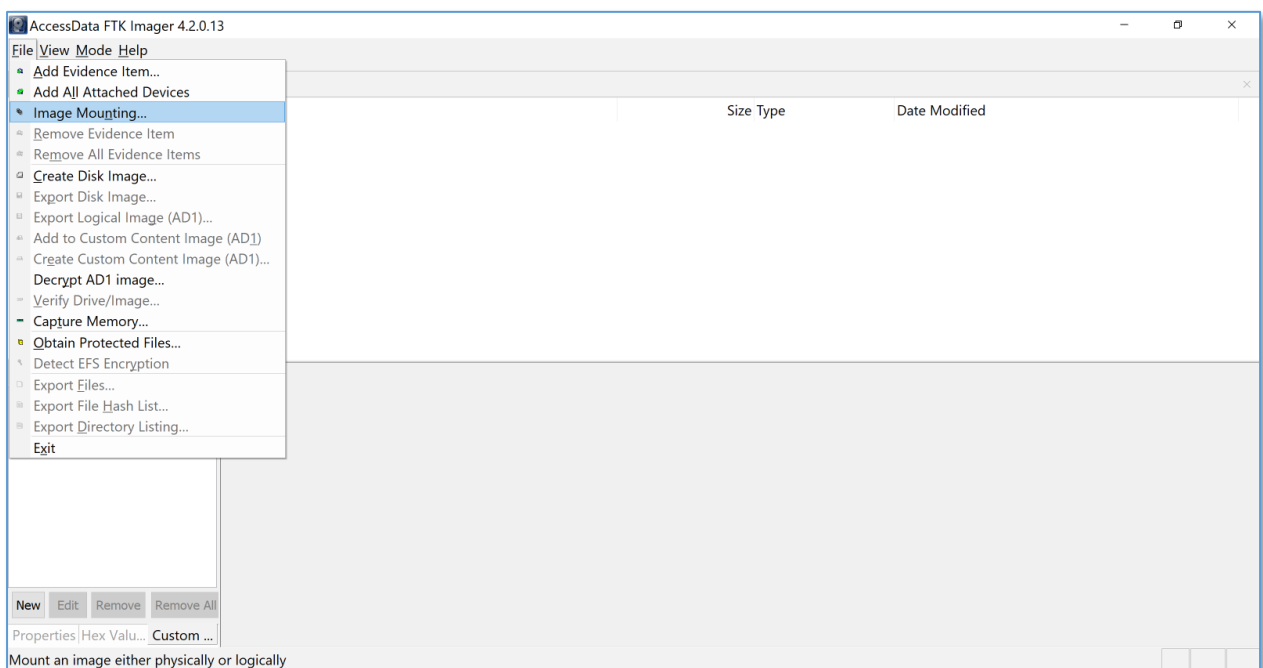 AccessData FTK Imager 4.2.0.13
File View Mode Help
Add Evidence Item...
Add All Attached Devices
Size Type Date Modified
Image Mounting...
Remove Evidence Item
Remove All Evidence Items
Create Disk Image...
Export Disk Image...
Export Logical Image (AD1)...
Add to Custom Content Image (AD1)
Create Custom Content Image (AD1)...
Decrypt AD1 image...
Verify Drive/Image...
Capture Memory...
Obtain Protected Files...
Detect EFS Encryption
Export Files...
Export File Hash List...
Export Directory Listing...
Exit
New Edit Remove Remove All
Properties Hex Valu... Custom ...
Mount an image either physically or logically